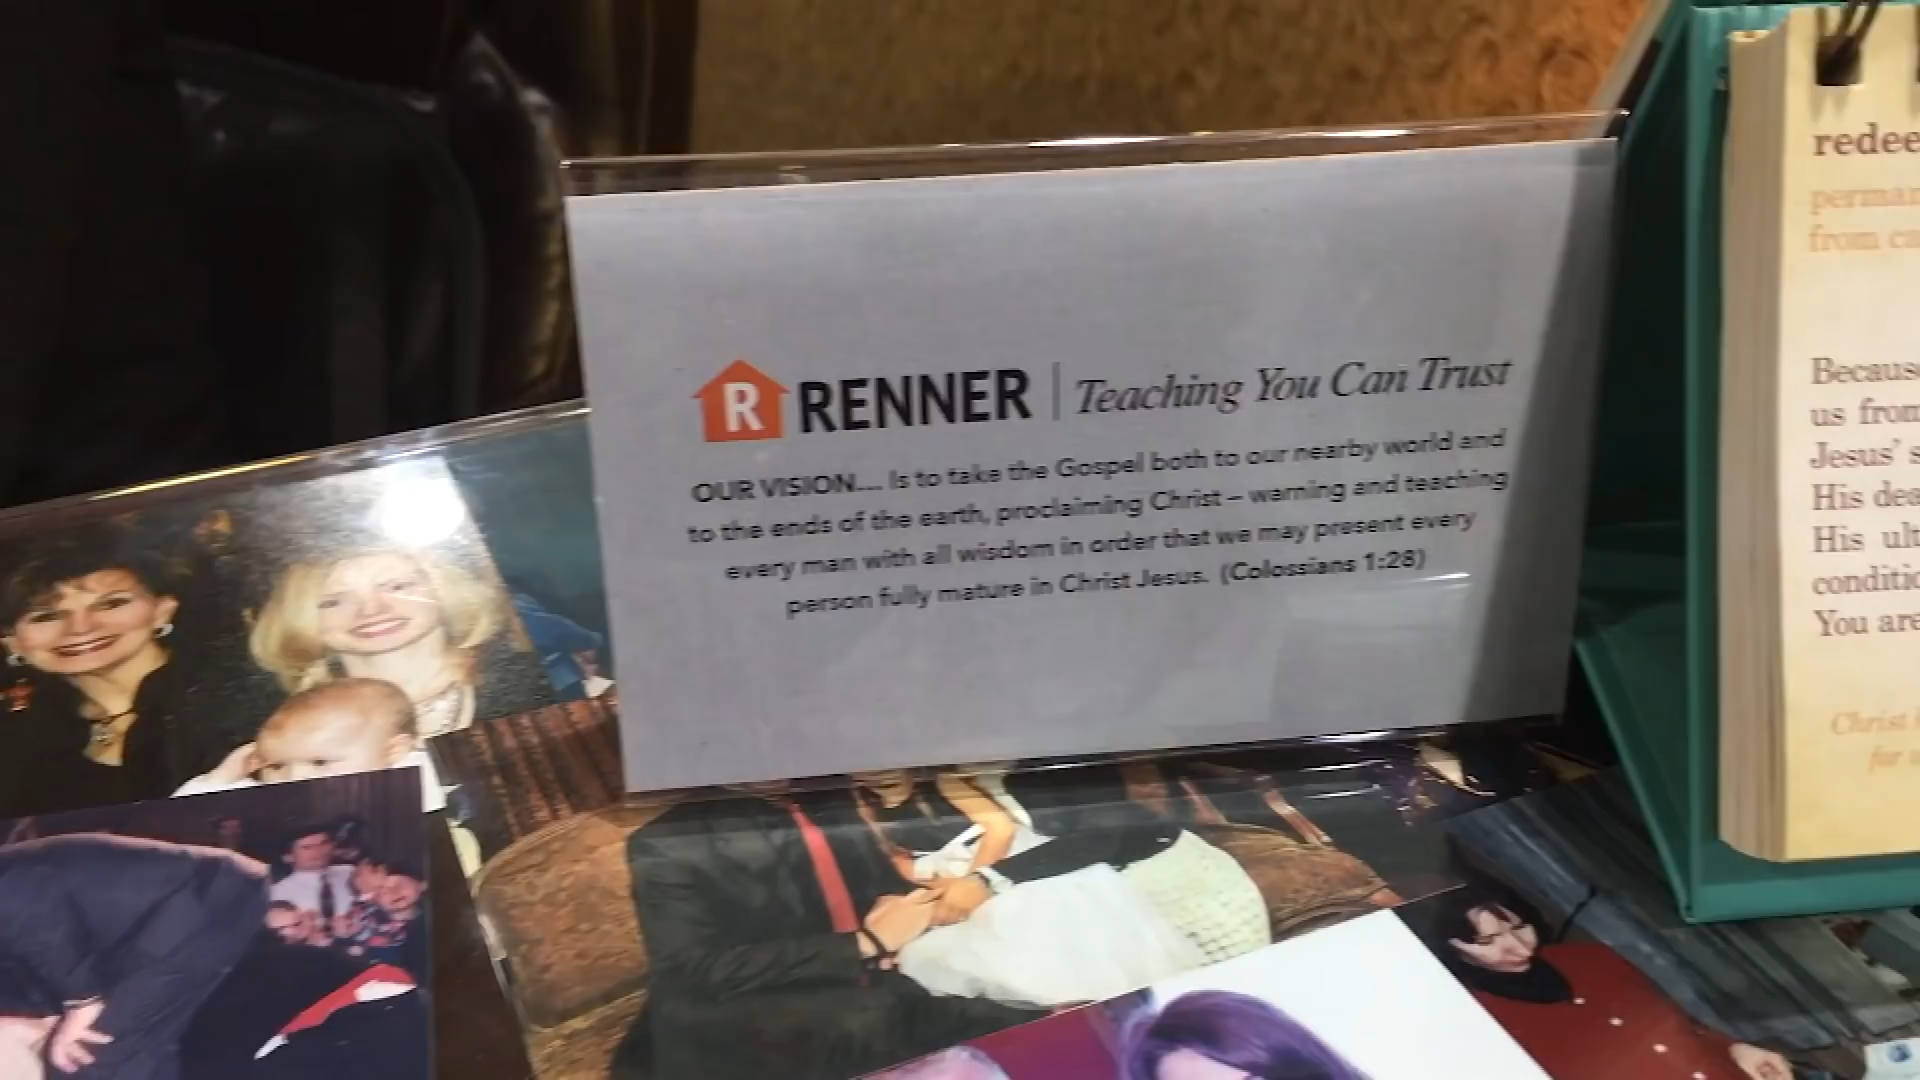 R RENNER | Teaching You Can Trust
OUR VISION... Is to take the Gospel both to our nearby world and
to the ends of the earth, proclaiming Christ – warning and teaching
every man with all wisdom in order that we may present every
person fully mature in Christ Jesus. (Colossians 1:28)
redee
perman
from
Because
us from
Jesus' s
His dea
His ult
conditio
You are
Christ
for u